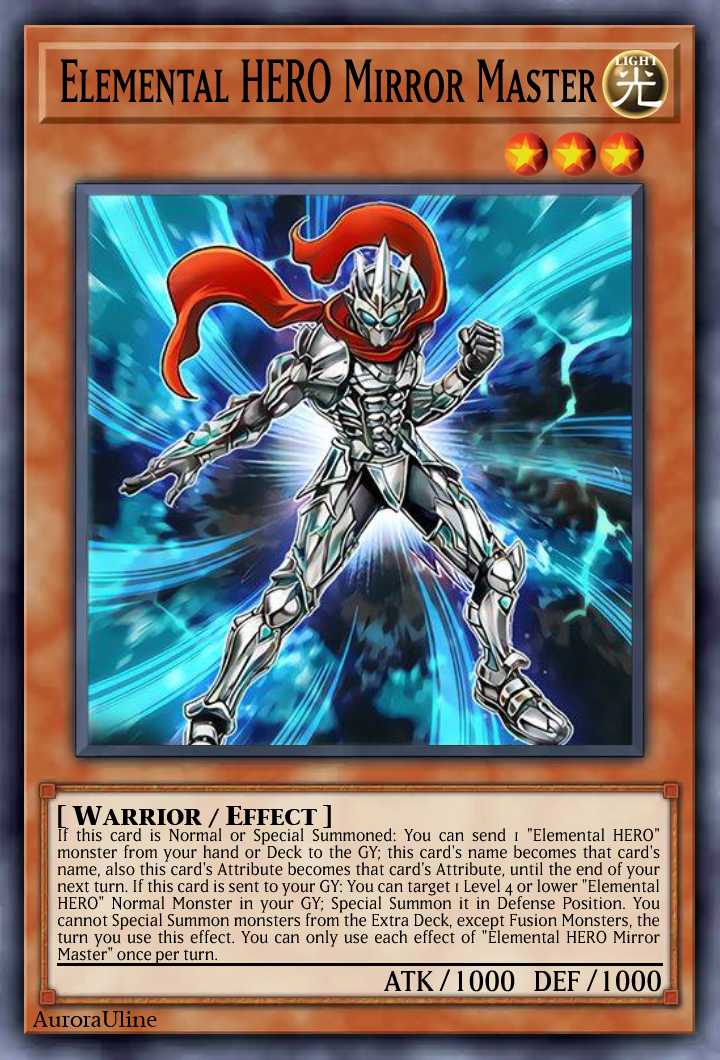 Elemental HERO Mirror Master
LIGHT
光
[ Warrior / Effect ]
If this card is Normal or Special Summoned: You can send 1 "Elemental HERO"
monster from your hand or Deck to the GY; this card's name becomes that card's
name, also this card's Attribute becomes that card's Attribute, until the end of your
next turn. If this card is sent to your GY: You can target 1 Level 4 or lower "Elemental
HERO" Normal Monster in your GY; Special Summon it in Defense Position. You
cannot Special Summon monsters from the Extra Deck, except Fusion Monsters, the
turn you use this effect. You can only use each effect of "Elemental HERO Mirror
Master" once per turn.
ATK / 1000 DEF / 1000
AuroraUline